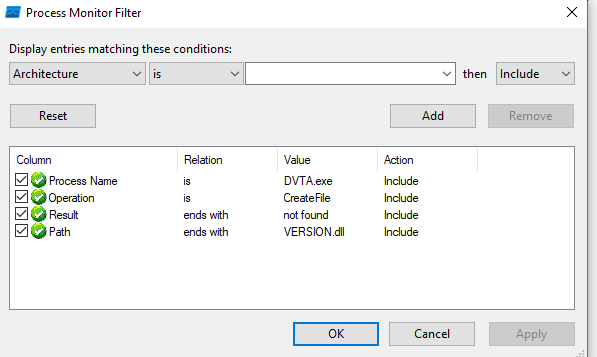 Process Monitor Filter
Display entries matching these conditions:
Architecture is then Include
Reset Add Remove
Column Relation Value Action
Process Name is DVTA.exe Include
Operation is CreateFile Include
Result ends with not found Include
Path ends with VERSION.dll Include
OK Cancel Apply